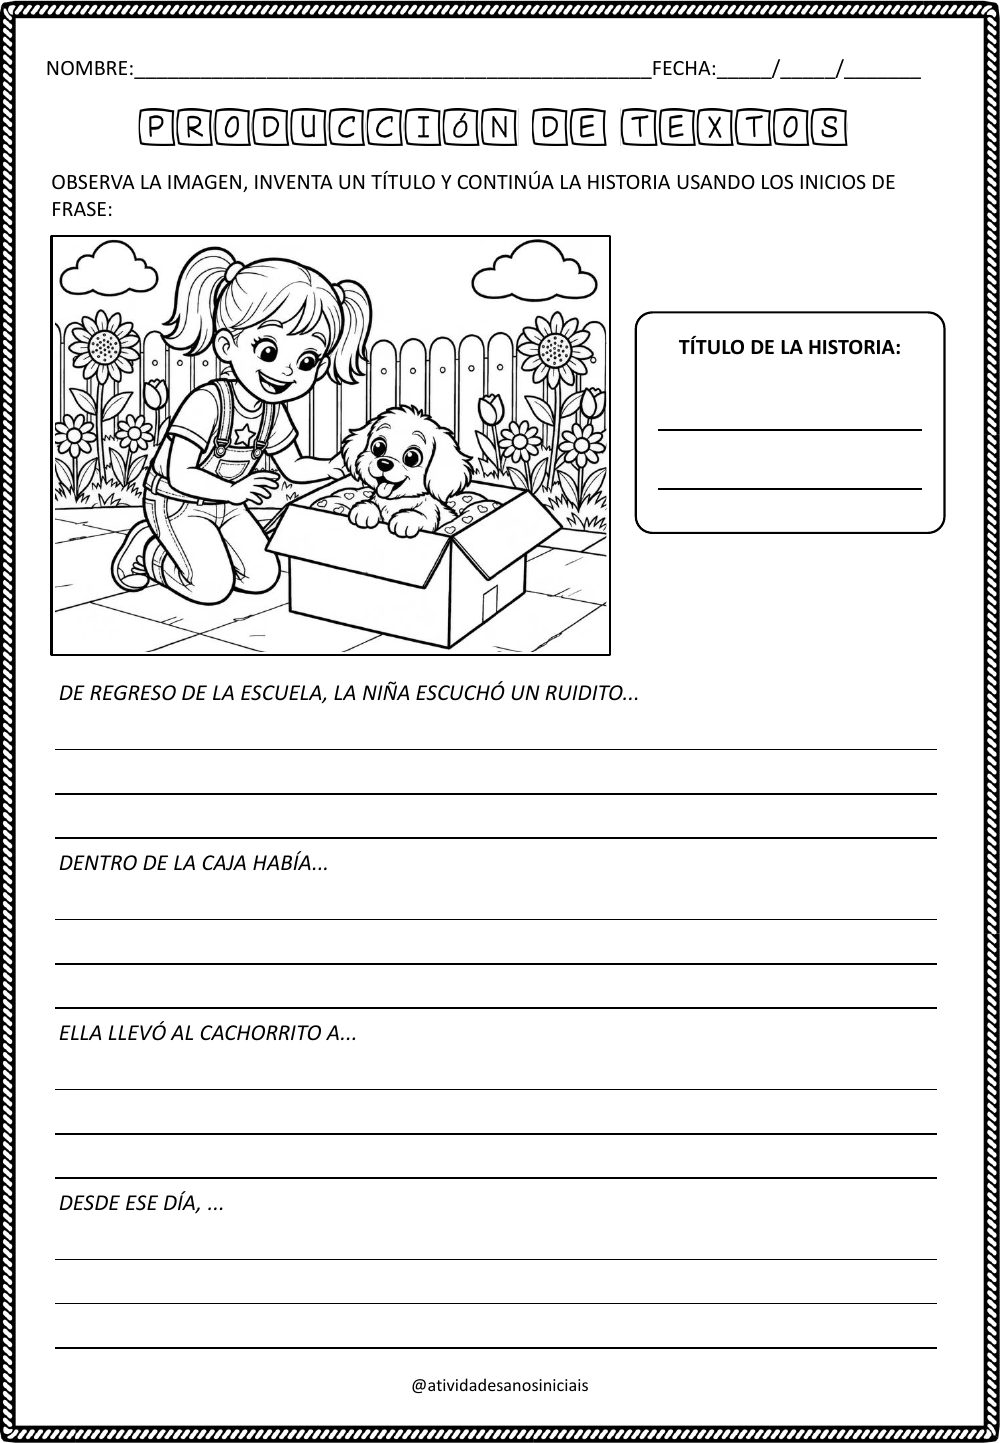 NOMBRE:_______________________________________________FECHA:_____/_____/_______
PRODUCCIÓN DE TEXTOS
OBSERVA LA IMAGEN, INVENTA UN TÍTULO Y CONTINÚA LA HISTORIA USANDO LOS INICIOS DE
FRASE:
TÍTULO DE LA HISTORIA:
DE REGRESO DE LA ESCUELA, LA NIÑA ESCUCHÓ UN RUIDITO...
DENTRO DE LA CAJA HABÍA...
ELLA LLEVÓ AL CACHORRITO A...
DESDE ESE DÍA, ...
@atividadesanosiniciais